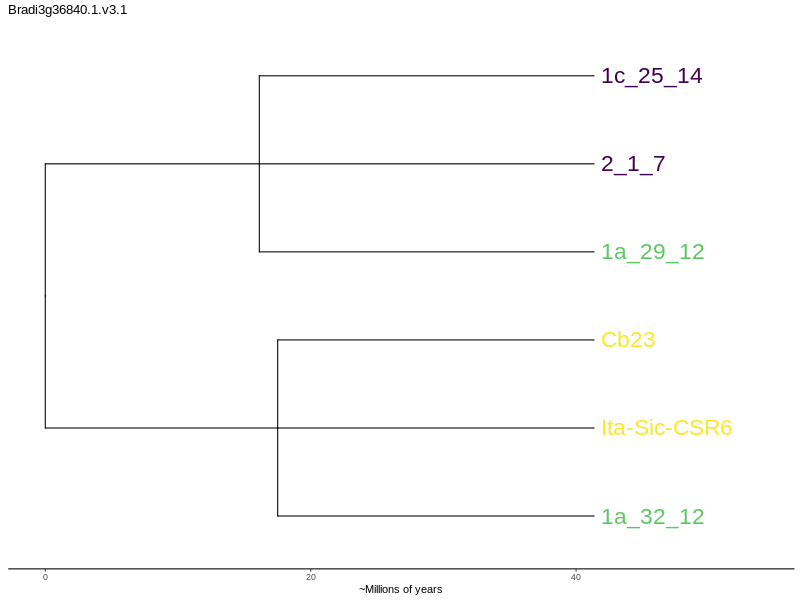 Bradi3g36840.1.v3.1
1c_25_14
2_1_7
1a_29_12
Cb23
Ita-Sic-CSR6
1a_32_12
0 20 40
~Millions of years